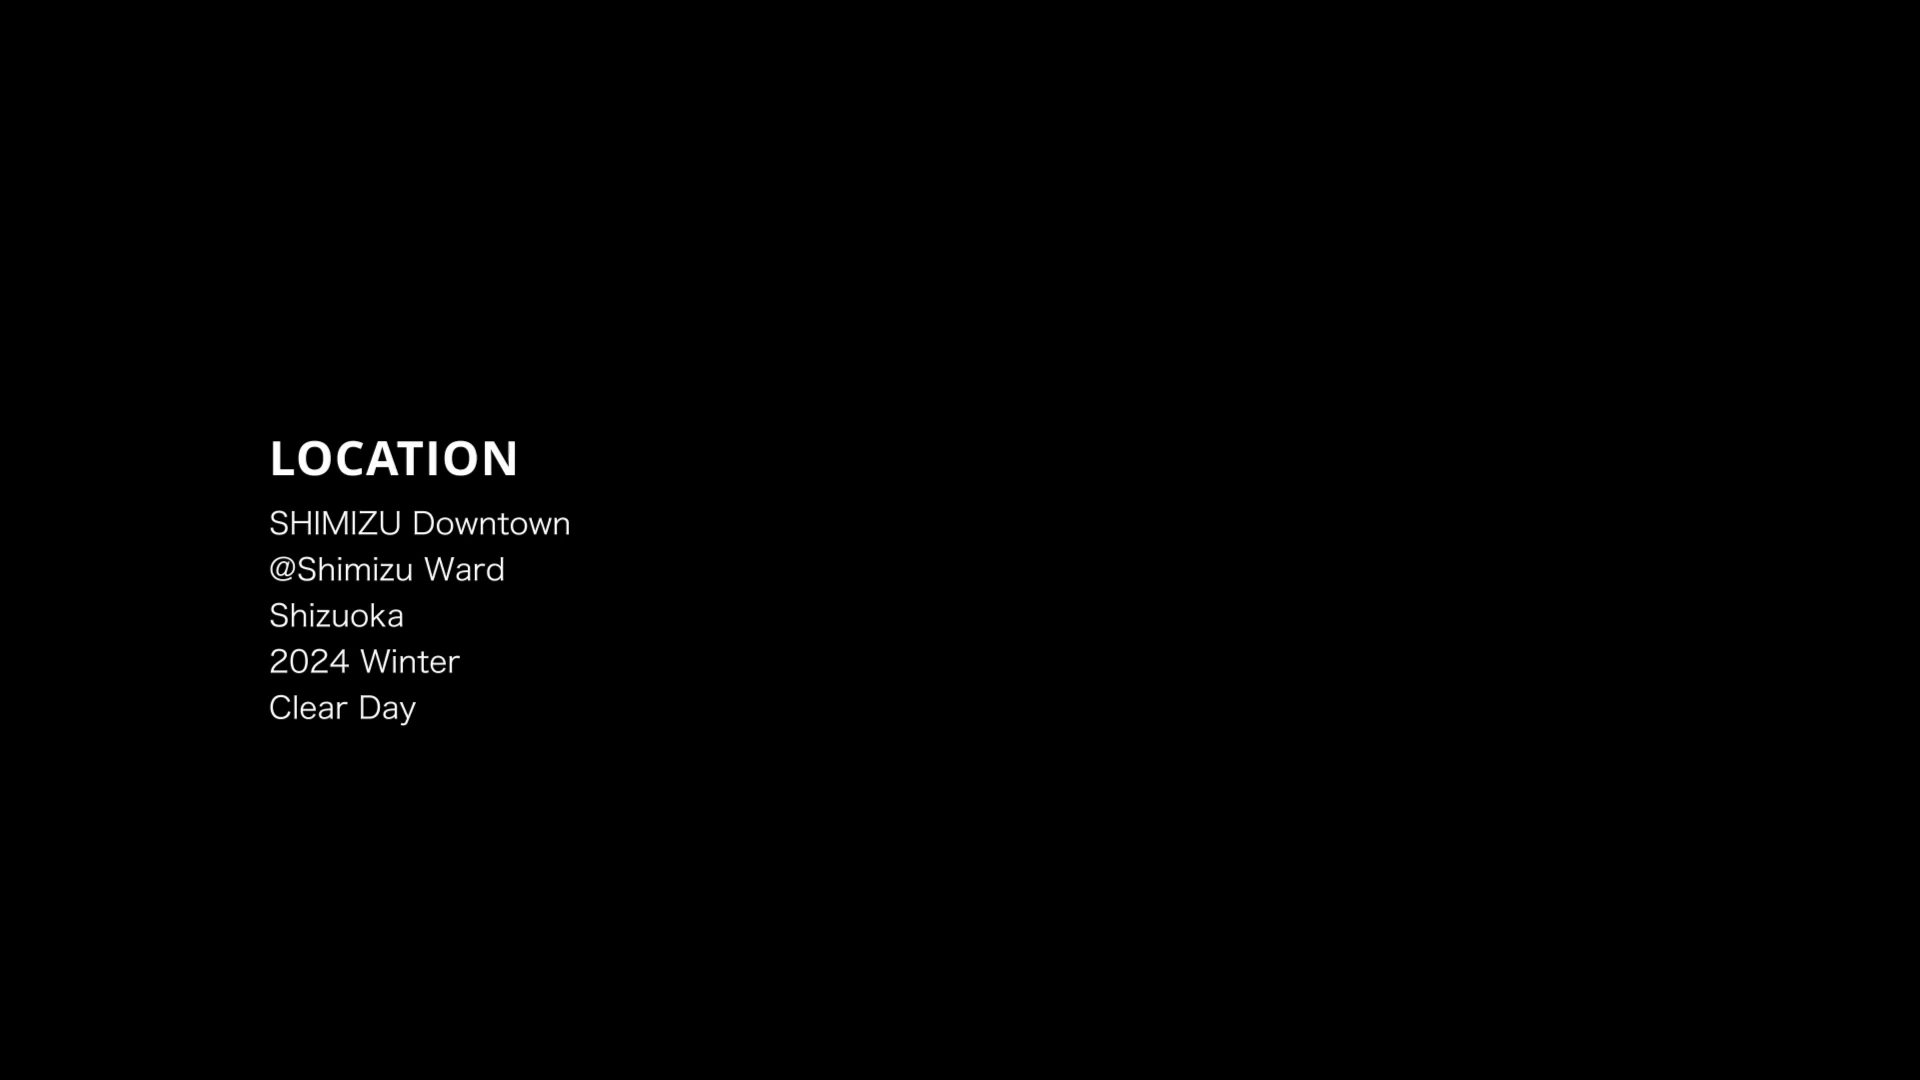 LOCATION
SHIMIZU Downtown
@Shimizu Ward
Shizuoka
2024 Winter
Clear Day